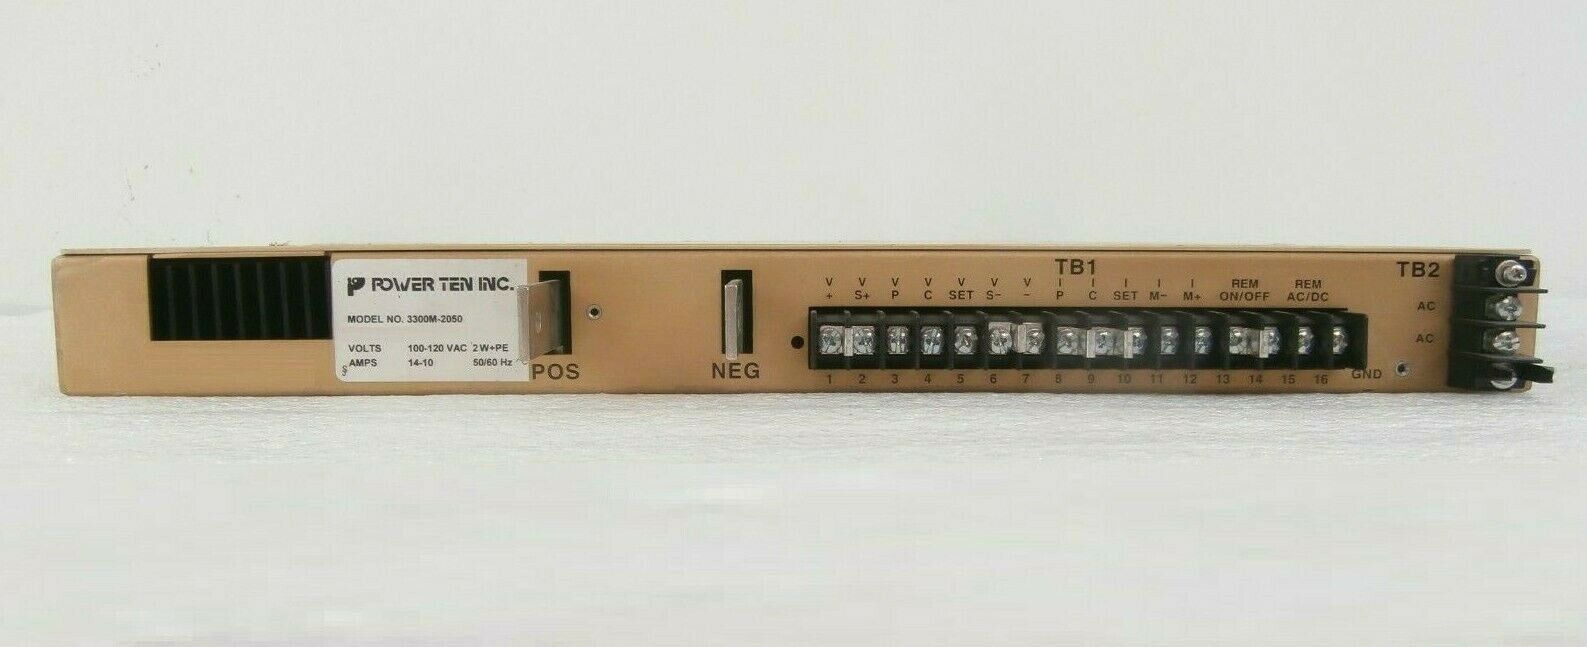 POWER TEN INC.
MODEL NO. 3300M-2050
VOLTS 100-120 VAC 2W+PE
AMPS 14-10 50/60 Hz
POS
NEG
TB1
V V V V V V V I I I I I REM REM
+ S+ P C SET S- - P C SET M- M+ ON/OFF AC/DC
1 2 3 4 5 6 7 8 9 10 11 12 13 14 15 16
TB2
AC
AC
GND